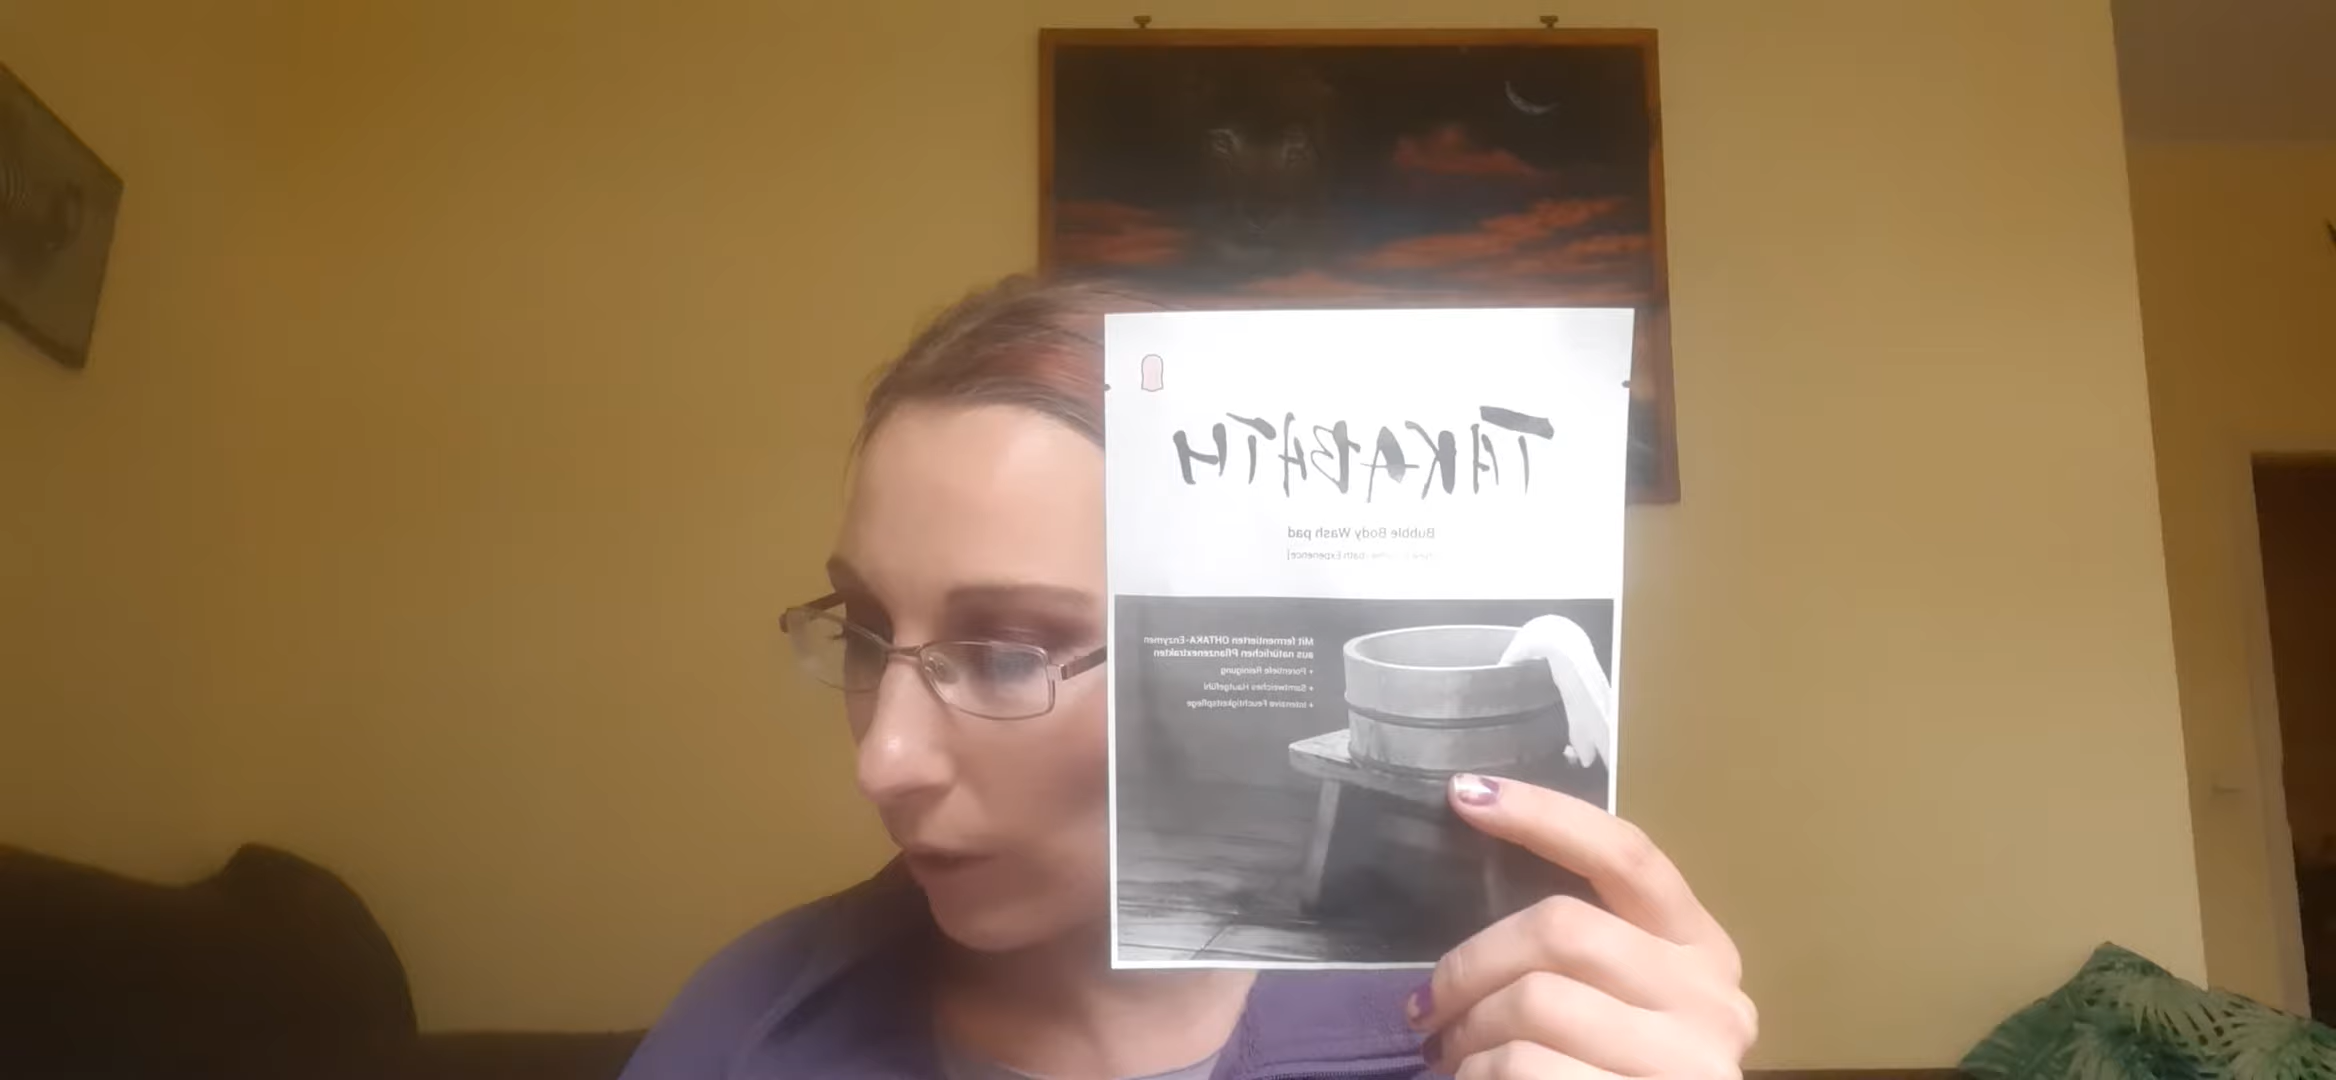 TAKABATH
Bubble Body Wash pad
bath Experience]
Mit fermentierten OHTAKA-Enzymen
aus natürlichen Pflanzenextrakten
+ Porentiefe Reinigung
+ Samtweiches Hautgefühl
+ Intensive Feuchtigkeitspflege